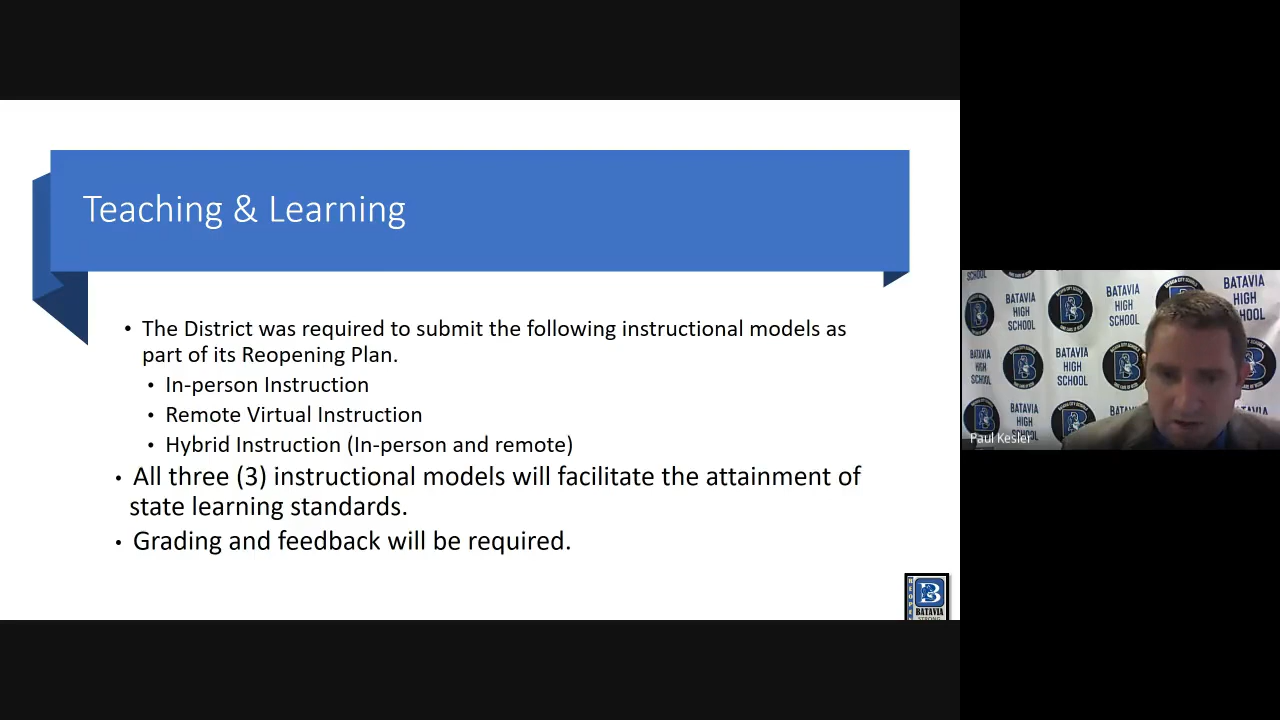 Teaching & Learning
• The District was required to submit the following instructional models as
part of its Reopening Plan.
• In-person Instruction
• Remote Virtual Instruction
• Hybrid Instruction (In-person and remote)
• All three (3) instructional models will facilitate the attainment of
state learning standards.
• Grading and feedback will be required.
B
BATAVIA
STRONG
BATAVIA
HIGH
SCHOOL
BATAVIA
HIGH
SCHOOL
BATAVIA
HIGH
SCHOOL
BATAVIA
HIGH
SCHOOL
BATAVIA
HIGH
SCHOOL
BATAVIA
HIGH
Paul Kesler